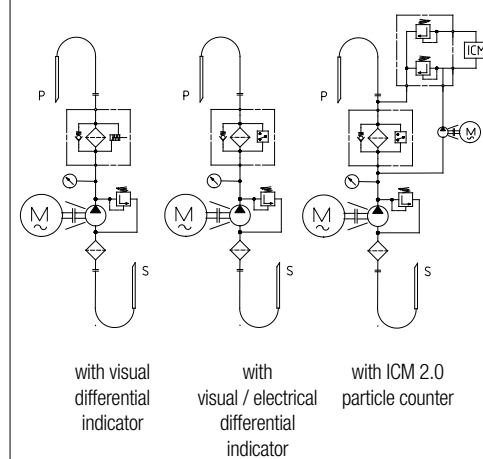 ICM
P
P
P
M
M
M
M
S
S
S
with visual
differential
indicator
with
visual / electrical
differential
indicator
with ICM 2.0
particle counter